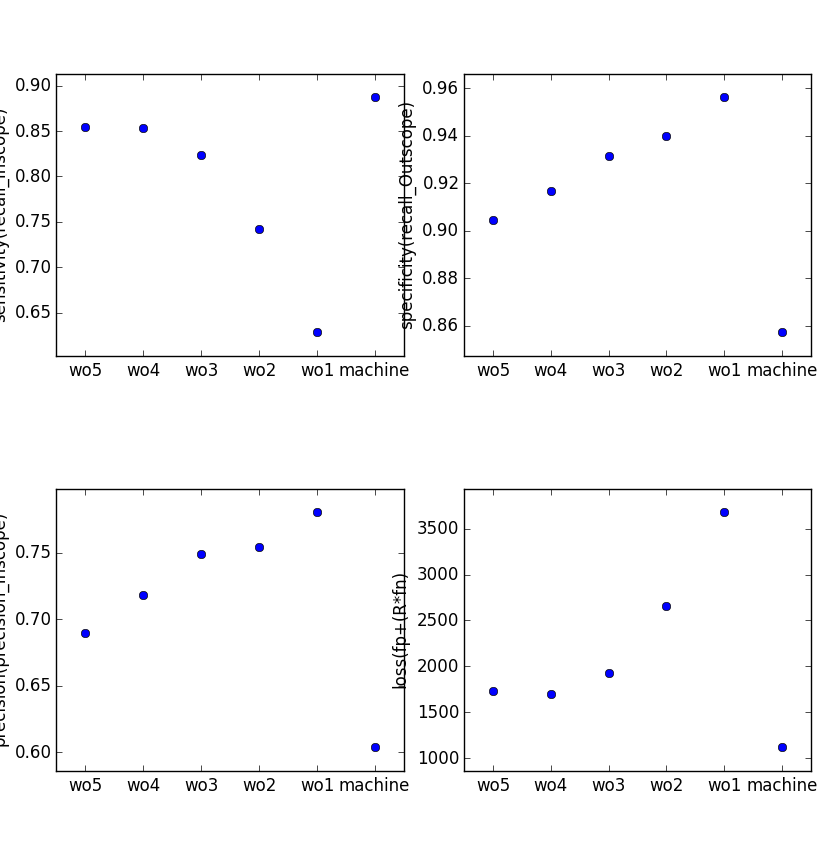 sensitivity(recall_Inscope)
0.90
0.85
0.80
0.75
0.70
0.65
wo5 wo4 wo3 wo2 wo1 machine
specificity(recall_Outscope)
0.96
0.94
0.92
0.90
0.88
0.86
wo5 wo4 wo3 wo2 wo1 machine
precision(precision_Inscope)
0.75
0.70
0.65
0.60
wo5 wo4 wo3 wo2 wo1 machine
loss(fp+(R*fn)
3500
3000
2500
2000
1500
1000
wo5 wo4 wo3 wo2 wo1 machine